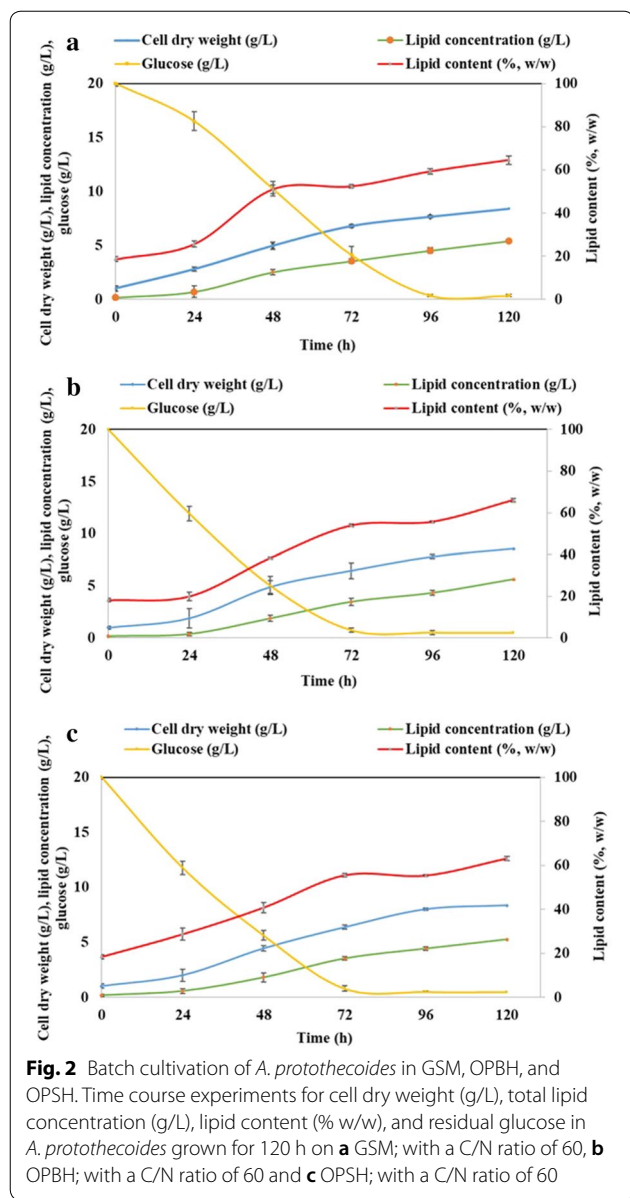 a
Cell dry weight (g/L)
Lipid concentration (g/L)
Glucose (g/L)
Lipid content (%, w/w)
Cell dry weight (g/L), lipid concentration (g/L),
glucose (g/L)
20
15
10
5
0
100
80
60
40
20
0
Lipid content (%, w/w)
0 24 48 72 96 120
Time (h)
b
Cell dry weight (g/L)
Lipid concentration (g/L)
Glucose (g/L)
Lipid content (%, w/w)
Cell dry weight (g/L), lipid concentration (g/L),
glucose (g/L)
20
15
10
5
0
100
80
60
40
20
0
Lipid content (%, w/w)
0 24 48 72 96 120
Time (h)
c
Cell dry weight (g/L)
Lipid concentration (g/L)
Glucose (g/L)
Lipid content (%, w/w)
Cell dry weight (g/L), lipid concentration (g/L),
glucose (g/L)
20
15
10
5
0
100
80
60
40
20
0
Lipid content (%, w/w)
0 24 48 72 96 120
Time (h)
Fig. 2 Batch cultivation of A. protothecoides in GSM, OPBH, and
OPSH. Time course experiments for cell dry weight (g/L), total lipid
concentration (g/L), lipid content (% w/w), and residual glucose in
A. protothecoides grown for 120 h on a GSM; with a C/N ratio of 60, b
OPBH; with a C/N ratio of 60 and c OPSH; with a C/N ratio of 60